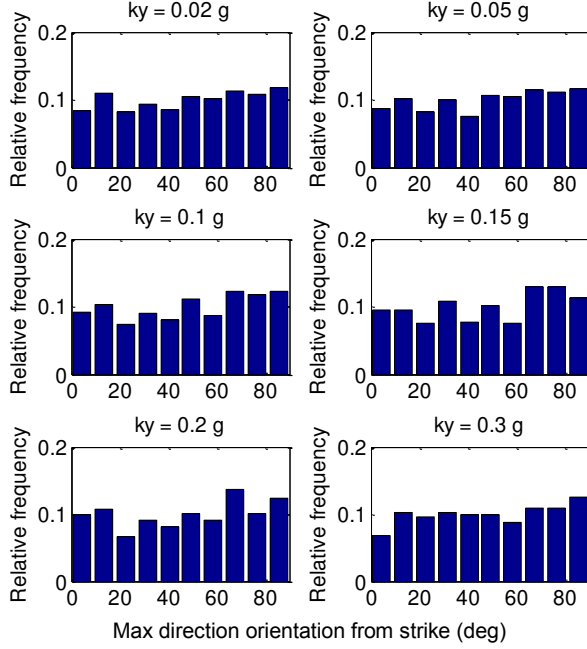 ky = 0.02 g
ky = 0.05 g
Relative frequency
0.2
0.1
0
0 20 40 60 80
Relative frequency
0.2
0.1
0
0 20 40 60 80
ky = 0.1 g
ky = 0.15 g
Relative frequency
0.2
0.1
0
0 20 40 60 80
Relative frequency
0.2
0.1
0
0 20 40 60 80
ky = 0.2 g
ky = 0.3 g
Relative frequency
0.2
0.1
0
0 20 40 60 80
Relative frequency
0.2
0.1
0
0 20 40 60 80
Max direction orientation from strike (deg)